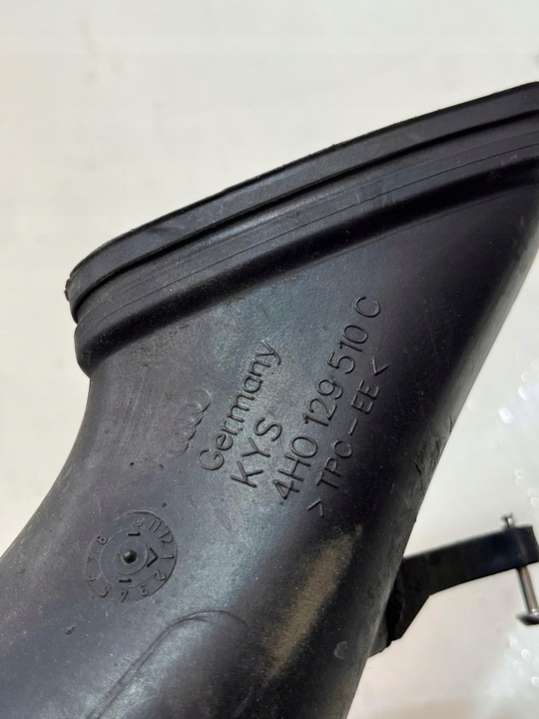 Germany
KYS
4H0 129 510 C
> TPC-EE <